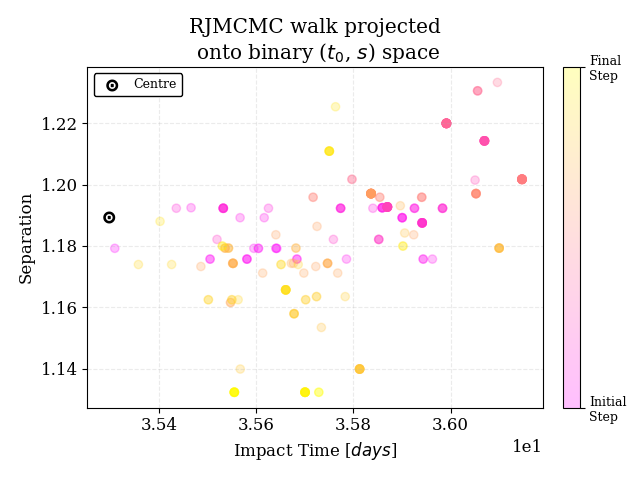 RJMCMC walk projected
onto binary (t₀, s) space
Centre
Final
Step
Initial
Step
Separation
1.22
1.20
1.18
1.16
1.14
3.54
3.56
3.58
3.60
1e1
Impact Time [days]